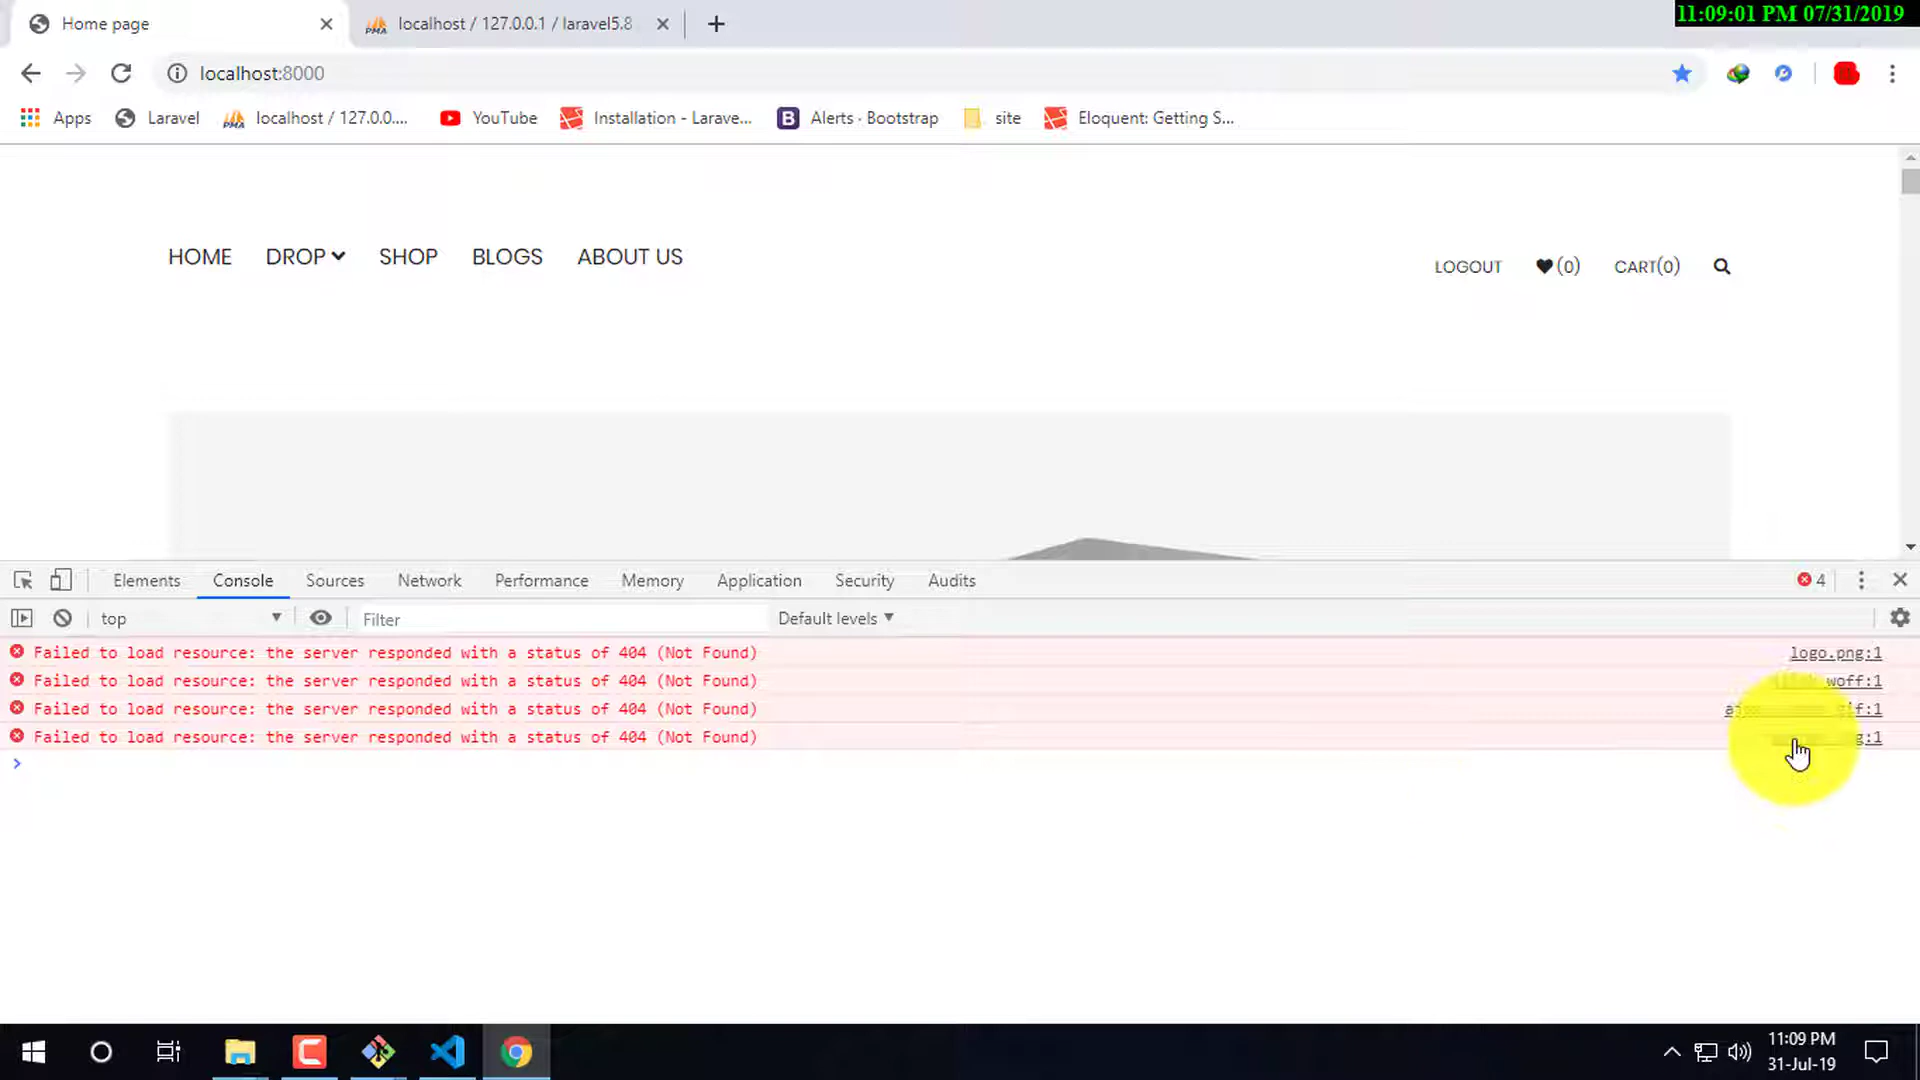 11:09:01 PM 07/31/2019
Home page
localhost / 127.0.0.1 / laravel5.8
PMA
localhost:8000
Apps
Laravel
PMA
localhost / 127.0.0....
YouTube
Installation - Larave...
B
Alerts · Bootstrap
site
Eloquent: Getting S...
HOME DROP SHOP BLOGS ABOUT US
LOGOUT (0) CART(0)
Elements Console Sources Network Performance Memory Application Security Audits 4
top Filter Default levels
Failed to load resource: the server responded with a status of 404 (Not Found) logo.png:1
Failed to load resource: the server responded with a status of 404 (Not Found) woff:1
Failed to load resource: the server responded with a status of 404 (Not Found) gif:1
Failed to load resource: the server responded with a status of 404 (Not Found)
>
11:09 PM
31-Jul-19